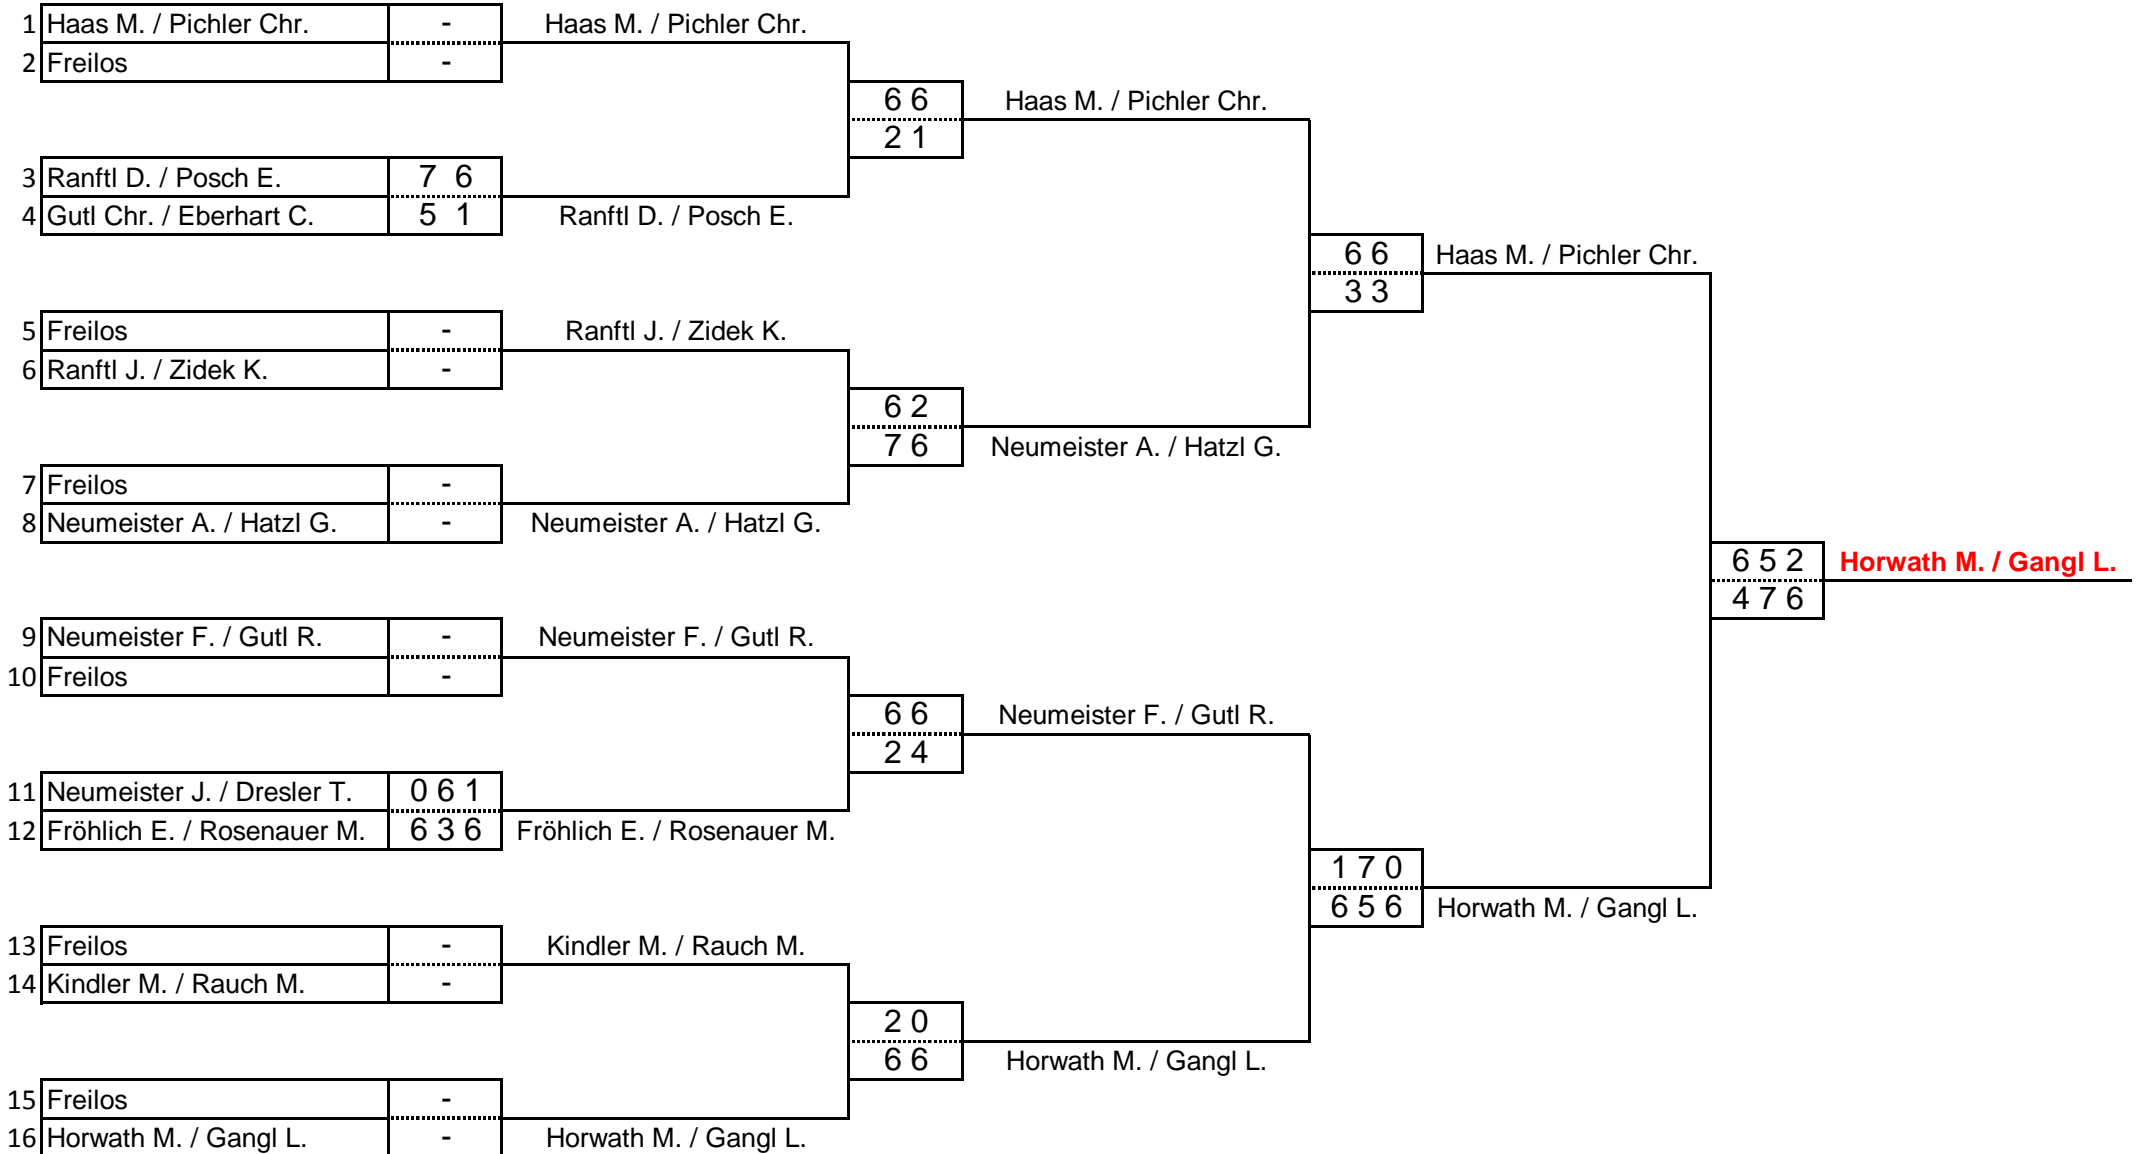 1 Haas M. / Pichler Chr. - Haas M. / Pichler Chr.
2 Freilos -
6 6 Haas M. / Pichler Chr.
2 1
3 Ranftl D. / Posch E. 7 6
4 Gutl Chr. / Eberhart C. 5 1 Ranftl D. / Posch E.
6 6 Haas M. / Pichler Chr.
3 3
5 Freilos - Ranftl J. / Zidek K.
6 Ranftl J. / Zidek K. -
6 2
7 6 Neumeister A. / Hatzl G.
7 Freilos -
8 Neumeister A. / Hatzl G. - Neumeister A. / Hatzl G.
6 5 2 Horwath M. / Gangl L.
4 7 6
9 Neumeister F. / Gutl R. - Neumeister F. / Gutl R.
10 Freilos -
6 6 Neumeister F. / Gutl R.
2 4
11 Neumeister J. / Dresler T. 0 6 1
12 Fröhlich E. / Rosenauer M. 6 3 6 Fröhlich E. / Rosenauer M.
1 7 0
6 5 6 Horwath M. / Gangl L.
13 Freilos - Kindler M. / Rauch M.
14 Kindler M. / Rauch M. -
2 0
6 6 Horwath M. / Gangl L.
15 Freilos -
16 Horwath M. / Gangl L. - Horwath M. / Gangl L.